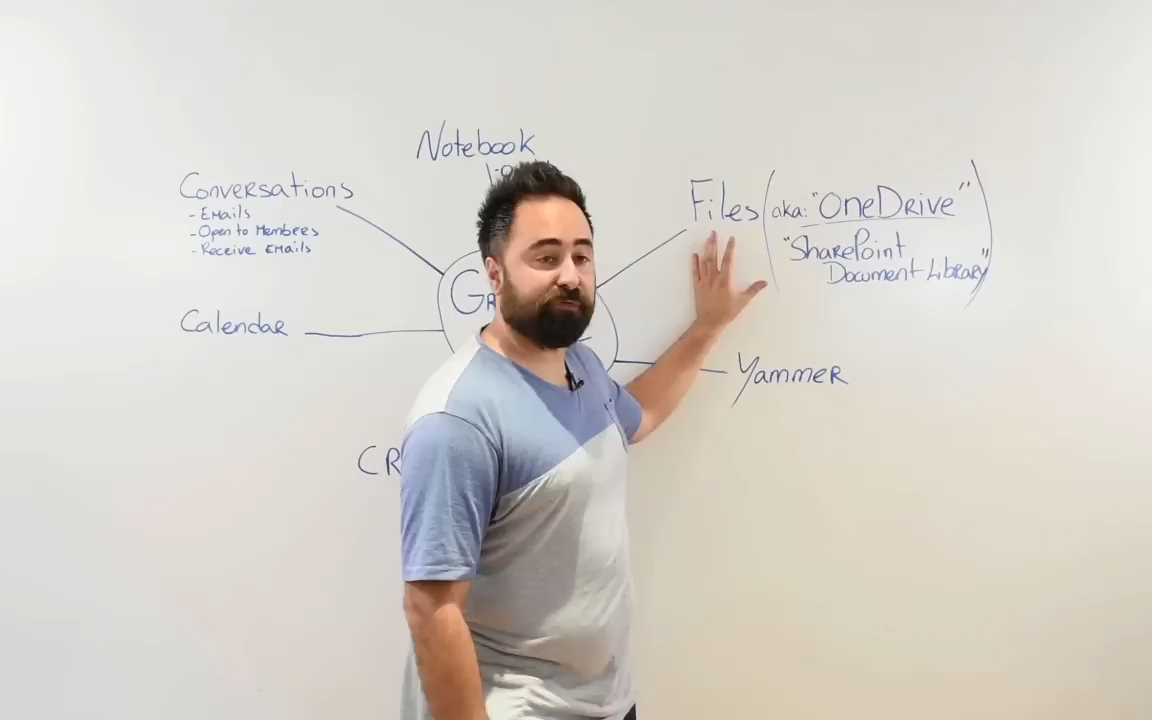 Notebook
Conversations
- Emails
- Open to Members
- Receive Emails
Files (aka: "OneDrive"
"SharePoint
Document Library")
Calendar
Yammer